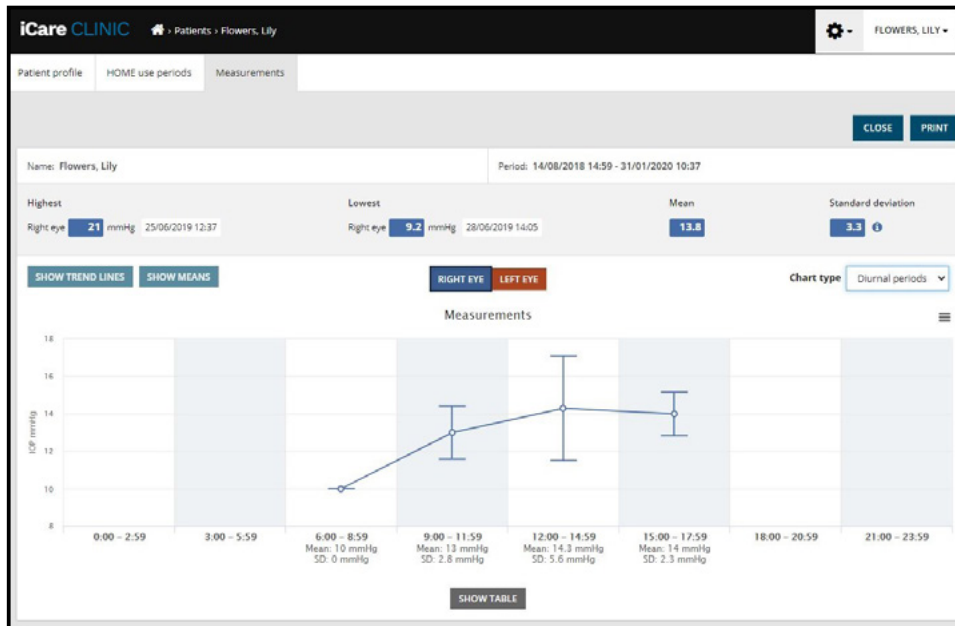 iCare CLINIC › Patients › Flowers, Lily FLOWERS, LILY
Patient profile HOME use periods Measurements
CLOSE PRINT
Name: Flowers, Lily Period: 14/08/2018 14:59 - 31/01/2020 10:37
Highest Lowest Mean Standard deviation
Right eye 21 mmHg 25/06/2019 12:37 Right eye 9.2 mmHg 28/06/2019 14:05 13.8 3.3 i
SHOW TREND LINES SHOW MEANS RIGHT EYE LEFT EYE Chart type Diurnal periods
Measurements
18
16
14
12
10
8
IOP mmHg
0:00 – 2:59 3:00 – 5:59 6:00 – 8:59 9:00 – 11:59 12:00 – 14:59 15:00 – 17:59 18:00 – 20:59 21:00 – 23:59
Mean: 10 mmHg Mean: 13 mmHg Mean: 14.3 mmHg Mean: 14 mmHg
SD: 0 mmHg SD: 2.8 mmHg SD: 5.6 mmHg SD: 2.3 mmHg
SHOW TABLE